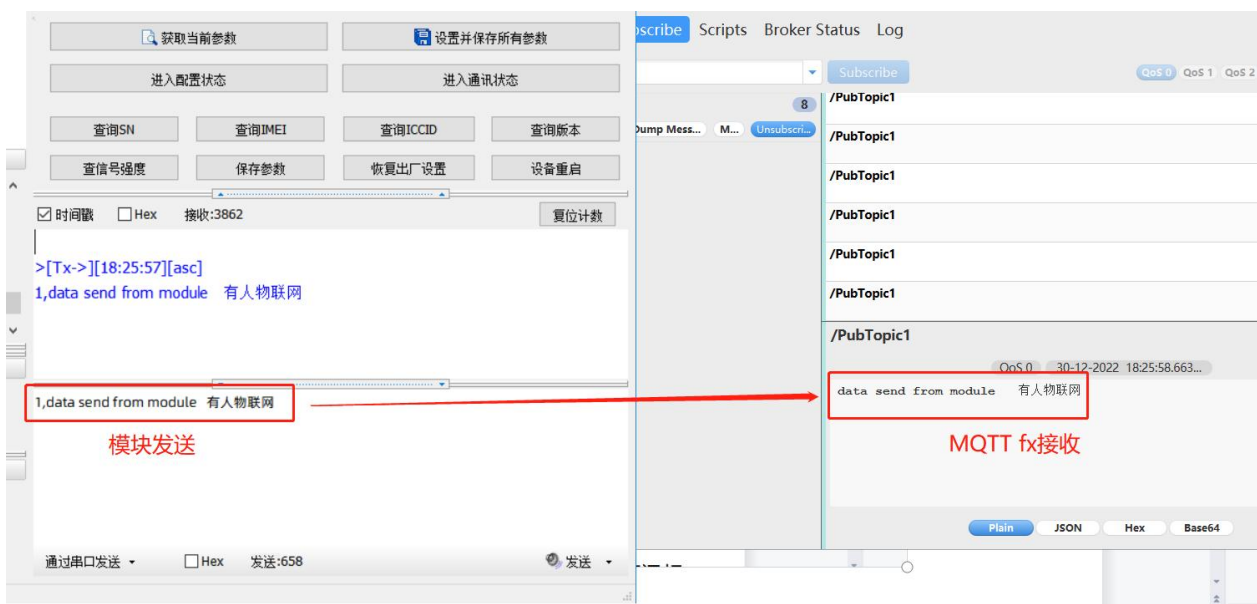 获取当前参数
设置并保存所有参数
进入配置状态
进入通讯状态
查询SN
查询IMEI
查询ICCID
查询版本
查信号强度
保存参数
恢复出厂设置
设备重启
时间戳
Hex
接收:3862
复位计数
>[Tx->][18:25:57][asc]
1,data send from module 有人物联网
1,data send from module 有人物联网
模块发送
通过串口发送
Hex
发送:658
发送
oscribe
Scripts
Broker Status
Log
Subscribe
QoS 0
QoS 1
QoS 2
8
Dump Mess...
M...
Unsubscri...
/PubTopic1
/PubTopic1
/PubTopic1
/PubTopic1
/PubTopic1
/PubTopic1
/PubTopic1
QoS 0
30-12-2022 18:25:58.663...
data send from module 有人物联网
MQTT fx接收
Plain
JSON
Hex
Base64